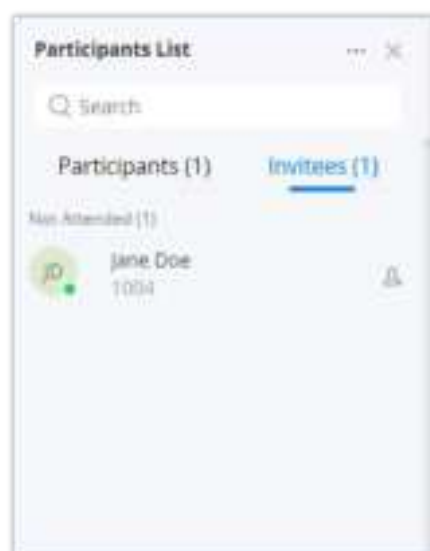 Participants List
Search
Participants (1)
Invitees (1)
Not Attended (1)
JD
Jane Doe
1004